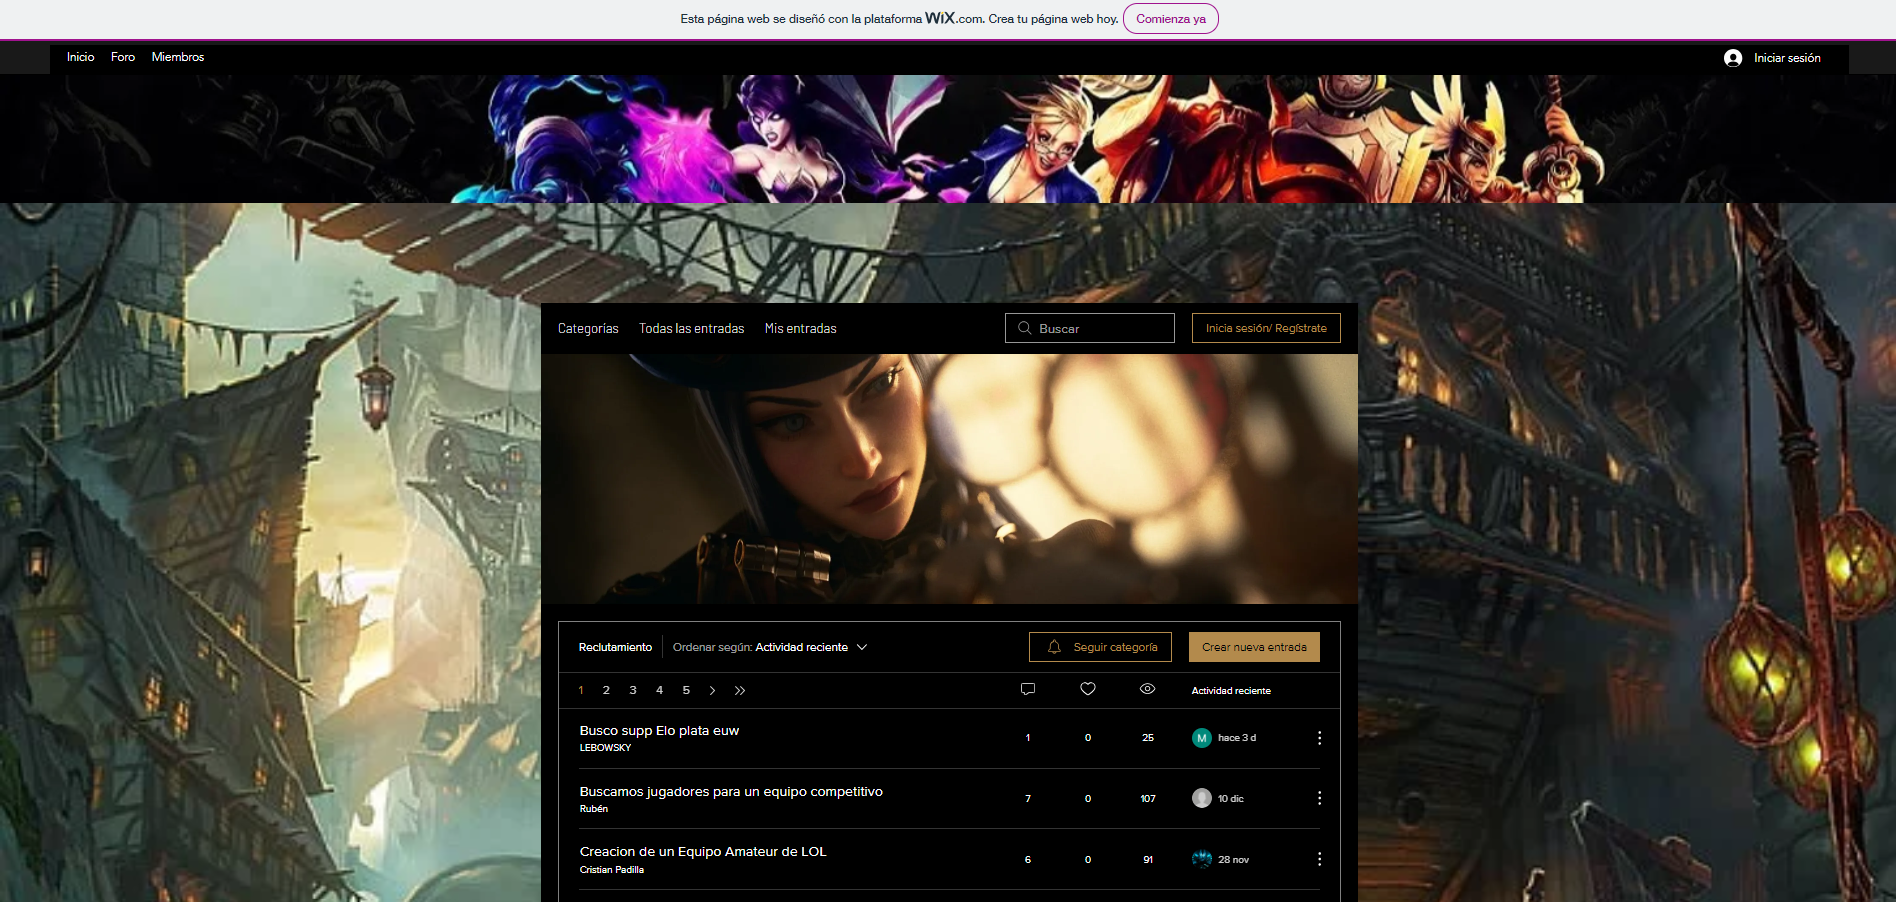 Esta página web se diseñó con la plataforma WiX.com. Crea tu página web hoy. Comienza ya
Inicio Foro Miembros Iniciar sesión
Categorías Todas las entradas Mis entradas Buscar Inicia sesión/ Regístrate
Reclutamiento Ordenar según: Actividad reciente Seguir categoría Crear nueva entrada
1 2 3 4 5 Actividad reciente
Busco supp Elo plata euw
LEBOWSKY
1 0 25 M hace 3 d
Buscamos jugadores para un equipo competitivo
Rubén
7 0 107 10 dic
Creacion de un Equipo Amateur de LOL
Cristian Padilla
6 0 91 28 nov